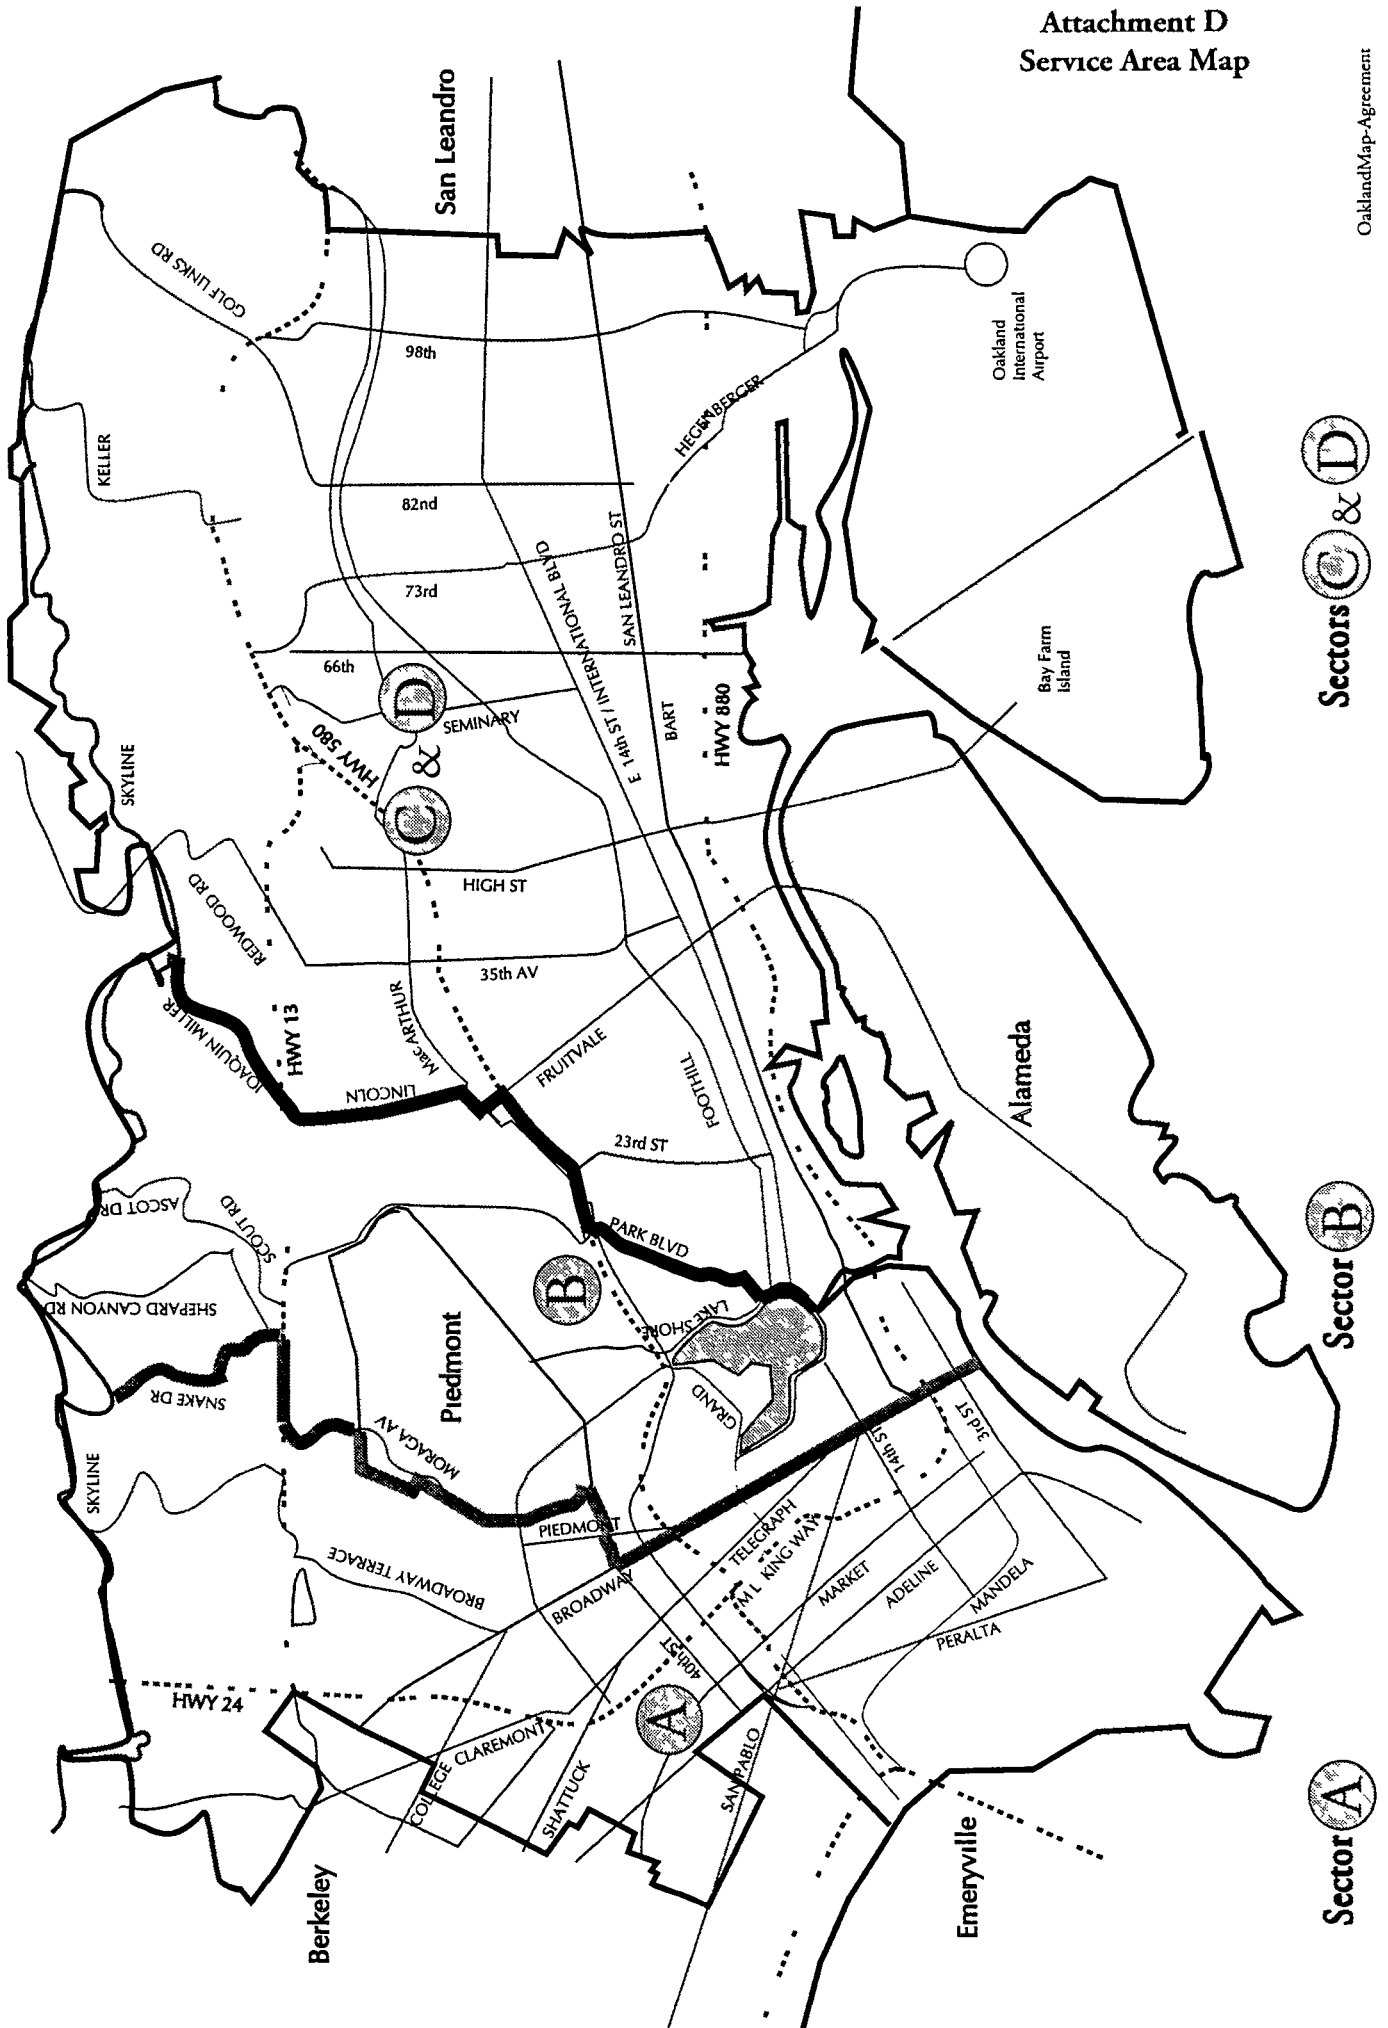 Attachment D
Service Area Map
OaklandMap-Agreement
San Leandro
GOLF LINKS RD
98th
KELLER
82nd
HEGENBERGER
Oakland
International
Airport
73rd
E 14th ST / INTERNATIONAL BLVD
SAN LEANDRO ST
66th
D
&
C
SEMINARY
HWY 580
BART
HWY 880
Bay Farm
Island
SKYLINE
REDWOOD RD
HIGH ST
35th AV
JOAQUIN MILLER
HWY 13
LINCOLN
MacARTHUR
FRUITVALE
FOOTHILL
23rd ST
Alameda
ASCOT DR
SCOUT RD
SHEPARD CANYON RD
PARK BLVD
B
LAKE SHORE
Piedmont
SNAKE DR
MORAGA AV
GRAND
SKYLINE
PIEDMONT
14th ST
3rd ST
BROADWAY TERRACE
BROADWAY
TELEGRAPH
M L KING WAY
MARKET
ADELINE
MANDELA
PERALTA
40th ST
HWY 24
A
CLAREMONT
COLLEGE
SHATTUCK
SAN PABLO
Berkeley
Emeryville
Sector A
Sector B
Sectors C & D